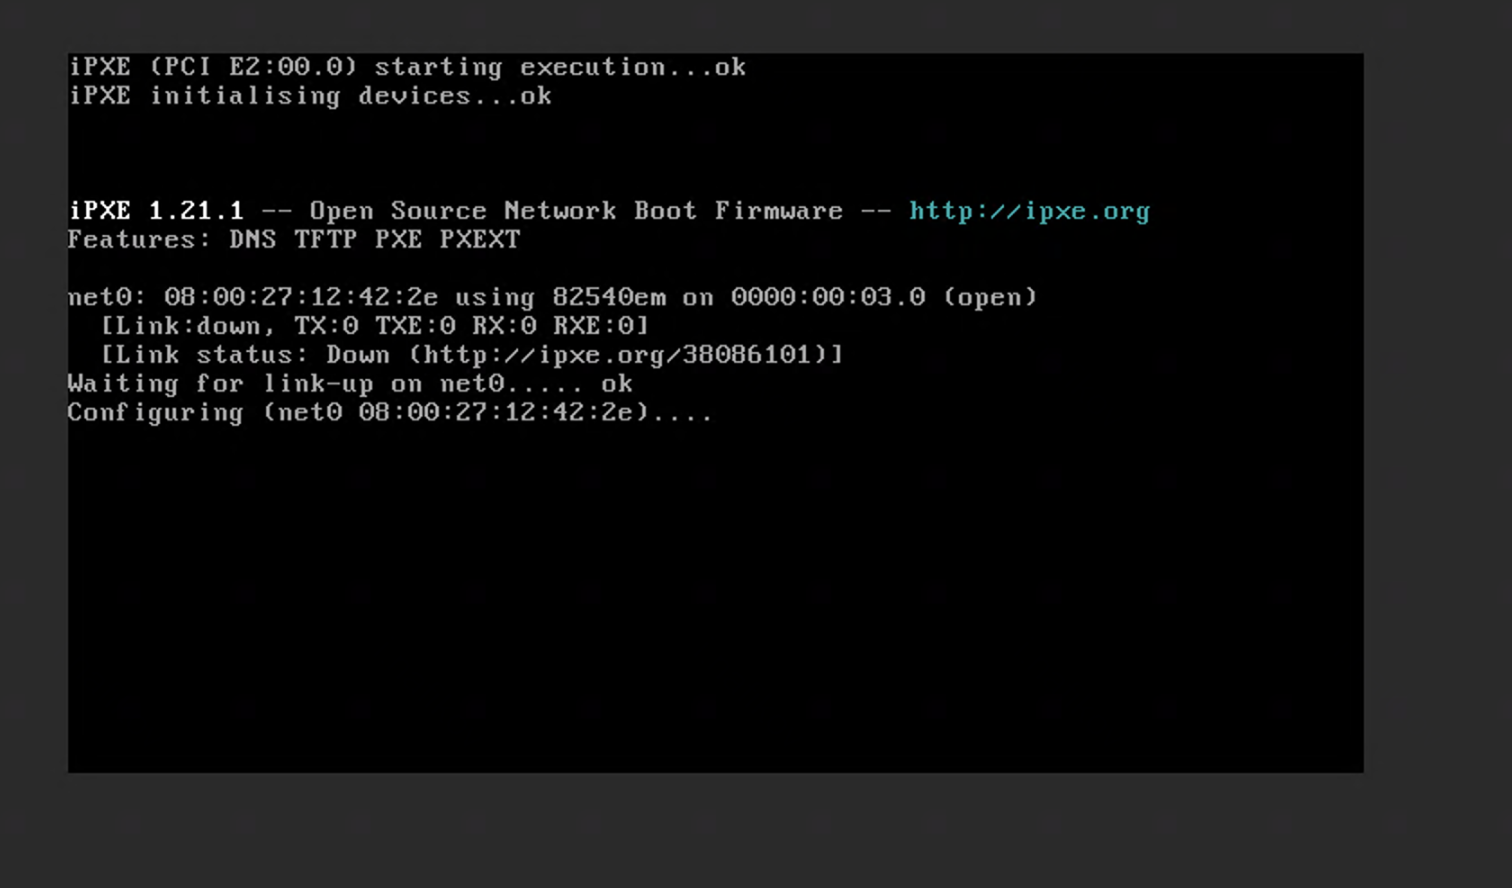 iPXE (PCI E2:00.0) starting execution...ok
iPXE initialising devices...ok
iPXE 1.21.1 -- Open Source Network Boot Firmware -- http://ipxe.org
Features: DNS TFTP PXE PXEXT
net0: 08:00:27:12:42:2e using 82540em on 0000:00:03.0 (open)
[Link:down, TX:0 TXE:0 RX:0 RXE:0]
[Link status: Down (http://ipxe.org/38086101)]
Waiting for link-up on net0..... ok
Configuring (net0 08:00:27:12:42:2e)....